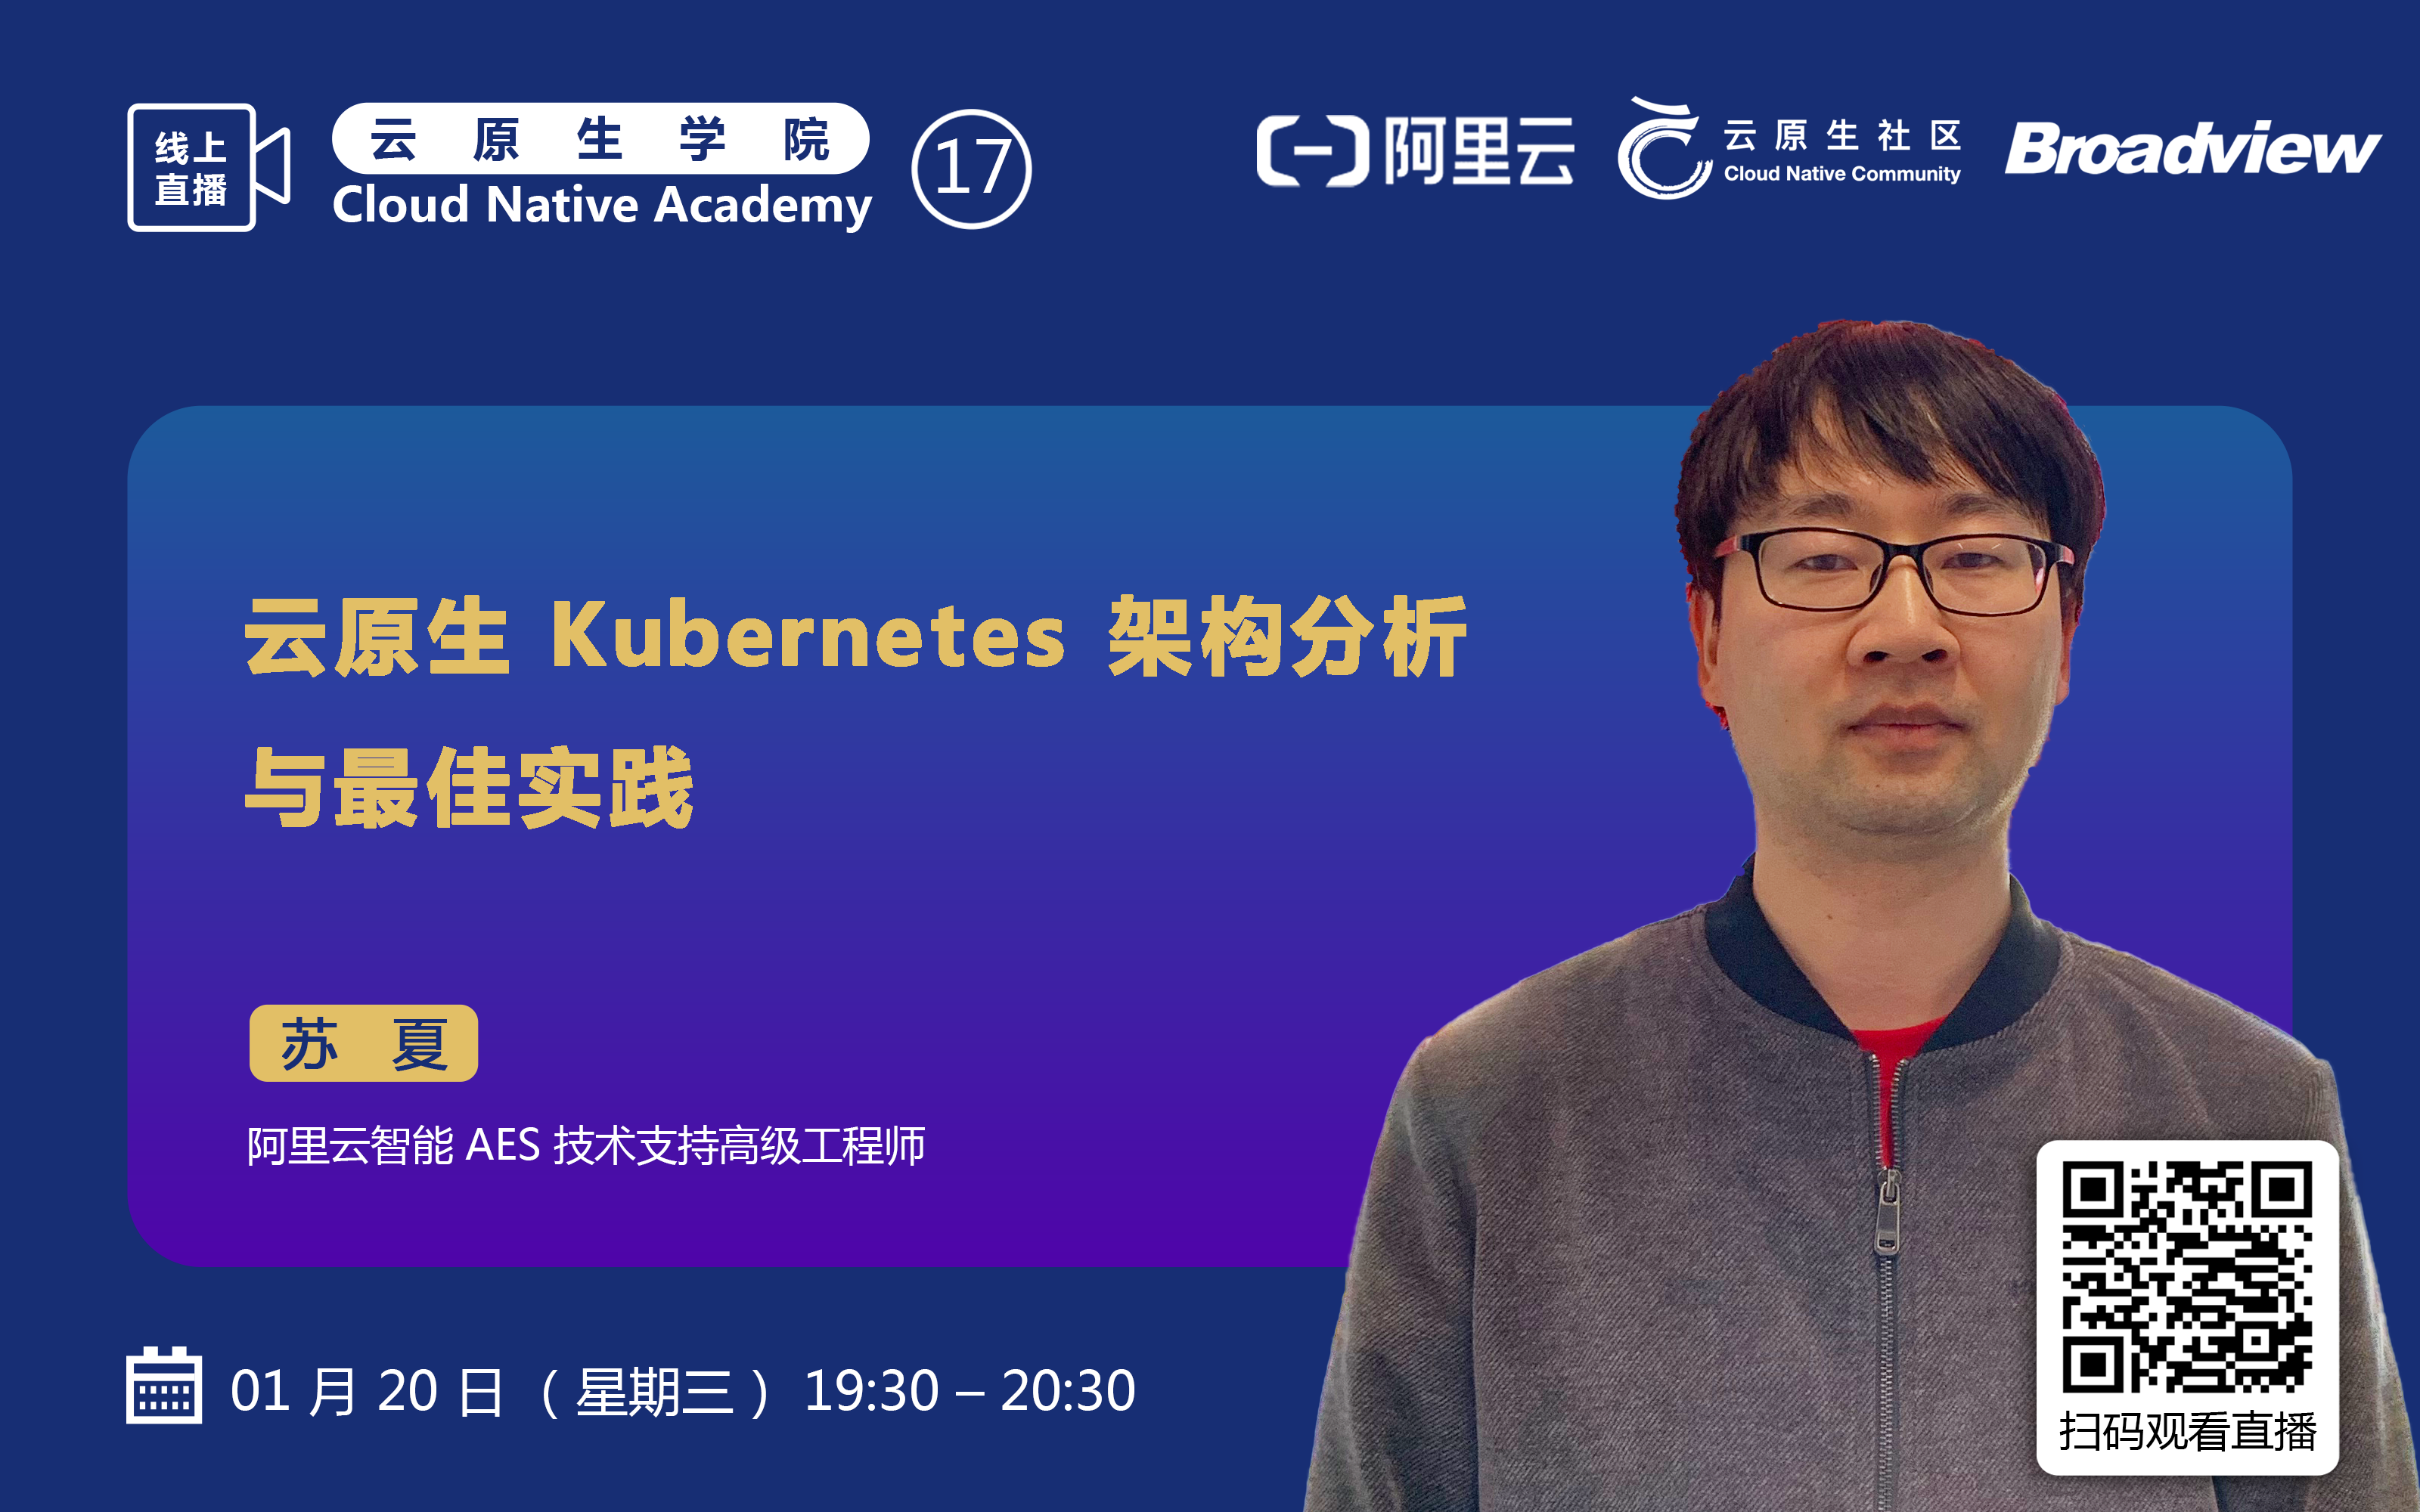 线上
直播
云原生学院
Cloud Native Academy
17
阿里云
云原生社区
Cloud Native Community
Broadview
云原生 Kubernetes 架构分析
与最佳实践
苏 夏
阿里云智能 AES 技术支持高级工程师
01 月 20 日（星期三）19:30 – 20:30
扫码观看直播